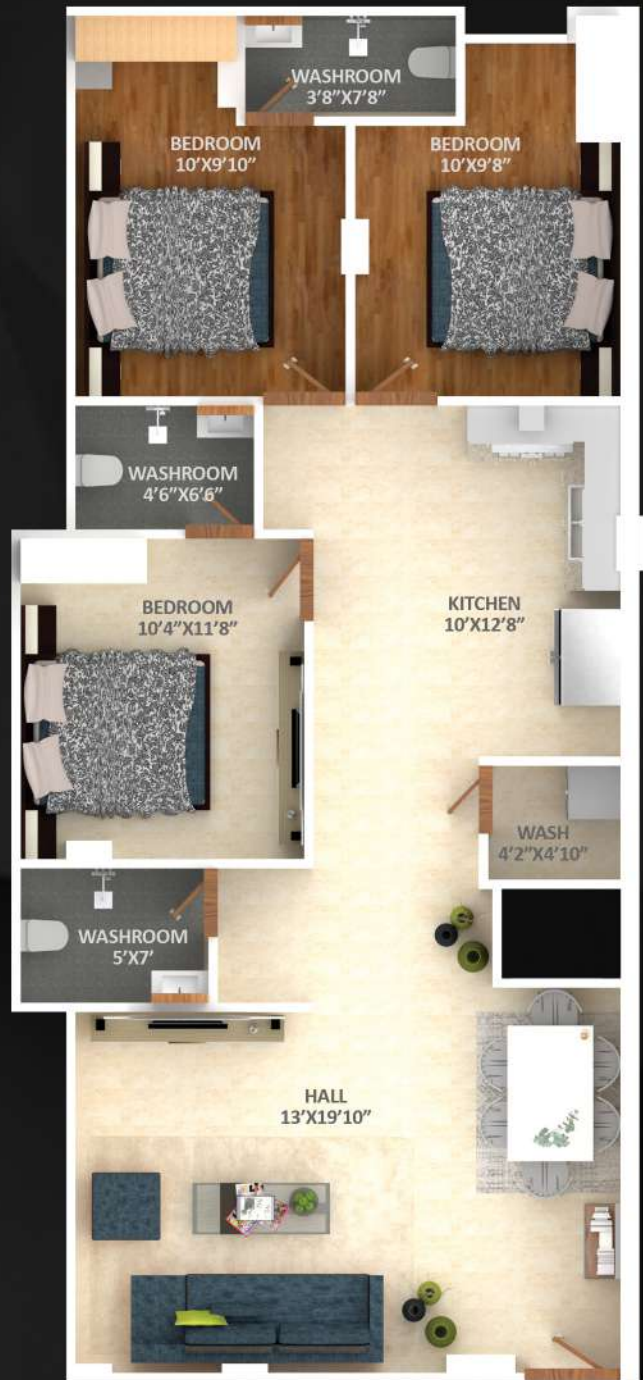 WASHROOM
3’8”X7’8”
BEDROOM
10’X9’10”
BEDROOM
10’X9’8”
WASHROOM
4’6”X6’6”
BEDROOM
10’4”X11’8”
KITCHEN
10’X12’8”
WASH
4’2”X4’10”
WASHROOM
5’X7’
HALL
13’X19’10”